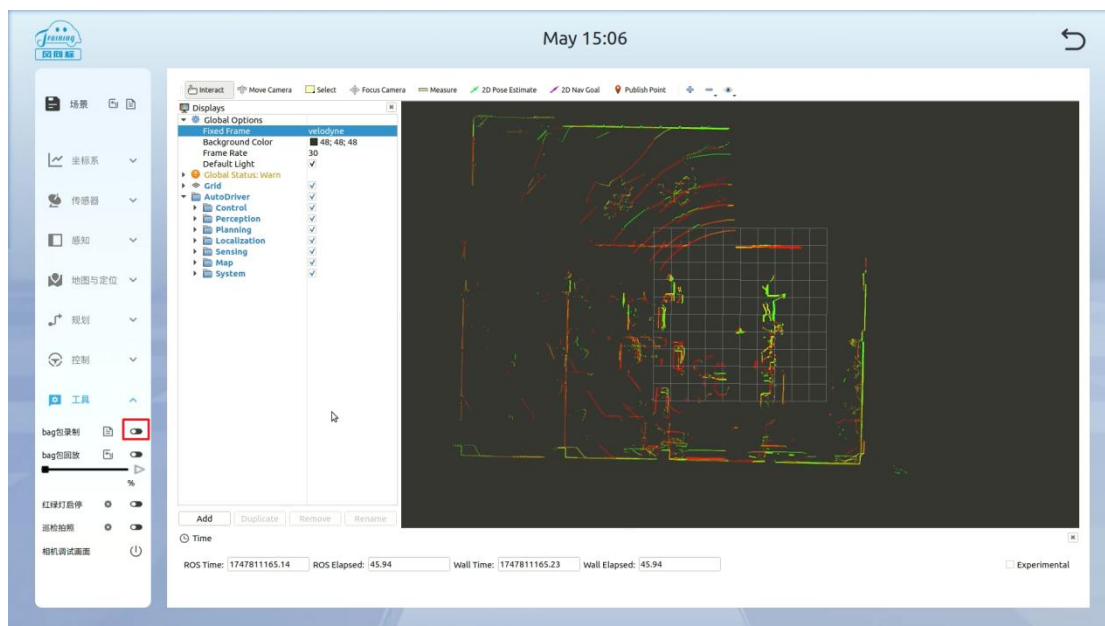 Training
风向标
May 15:06
场景
坐标系
传感器
感知
地图与定位
规划
控制
工具
bag包录制
bag包回放
%
红绿灯启停
巡检拍照
相机调试画面
Interact Move Camera Select Focus Camera Measure 2D Pose Estimate 2D Nav Goal Publish Point
Displays
Global Options
Fixed Frame velodyne
Background Color 48; 48; 48
Frame Rate 30
Default Light
Global Status: Warn
Grid
AutoDriver
Control
Perception
Planning
Localization
Sensing
Map
System
Add Duplicate Remove Rename
Time
ROS Time: 1747811165.14 ROS Elapsed: 45.94 Wall Time: 1747811165.23 Wall Elapsed: 45.94 Experimental